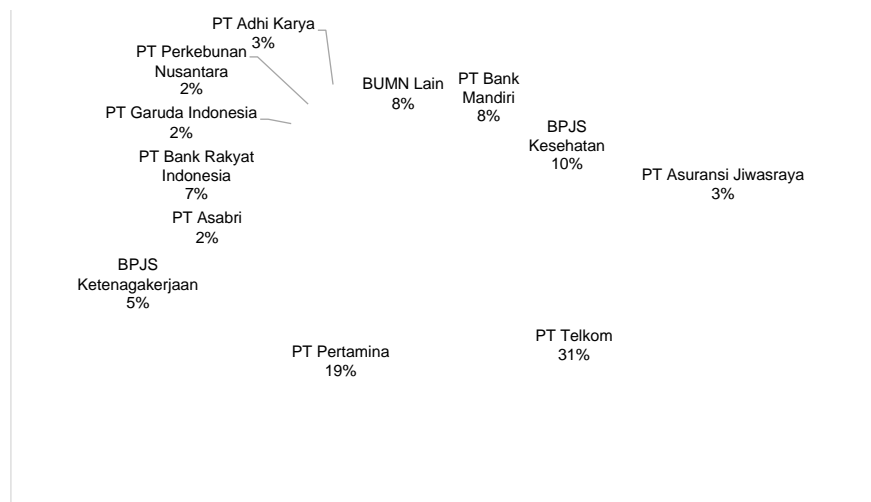 PT Adhi Karya
3%
PT Perkebunan
Nusantara
2%
PT Garuda Indonesia
2%
PT Bank Rakyat
Indonesia
7%
PT Asabri
2%
BPJS
Ketenagakerjaan
5%
PT Pertamina
19%
PT Telkom
31%
PT Asuransi Jiwasraya
3%
BPJS
Kesehatan
10%
PT Bank
Mandiri
8%
BUMN Lain
8%